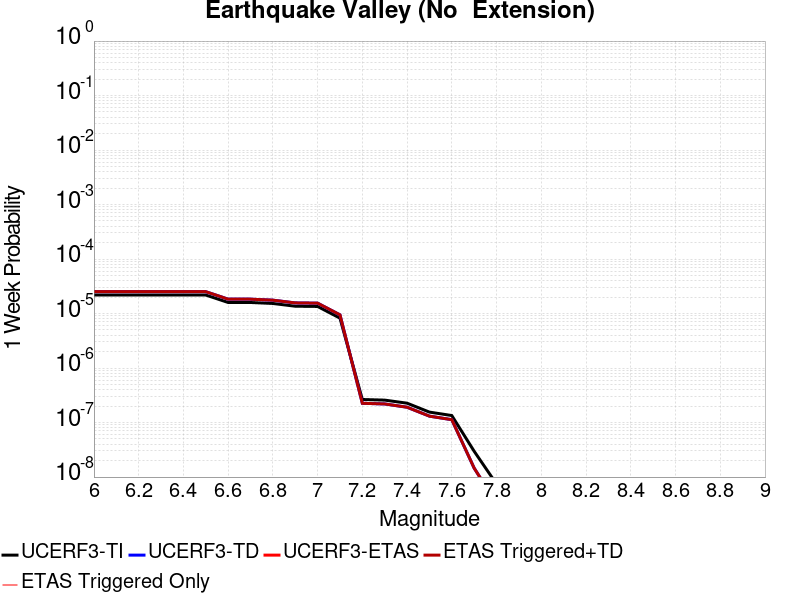 Earthquake Valley (No  Extension)
10^0
10^-1
10^-2
10^-3
10^-4
10^-5
10^-6
10^-7
10^-8
1 Week Probability
6 6.2 6.4 6.6 6.8 7 7.2 7.4 7.6 7.8 8 8.2 8.4 8.6 8.8 9
Magnitude
UCERF3-TI UCERF3-TD UCERF3-ETAS ETAS Triggered+TD
ETAS Triggered Only